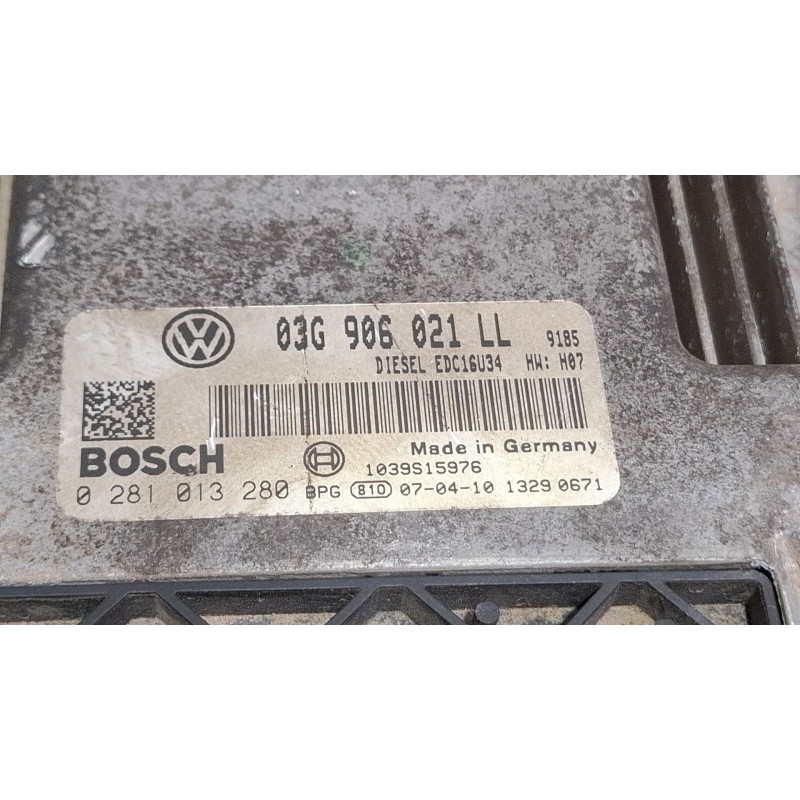 03G 906 021 LL 9185
DIESEL EDC16U34 HW: H07
BOSCH
Made in Germany
1039S15976
0 281 013 280 BPG 810 07-04-10 1329 0671